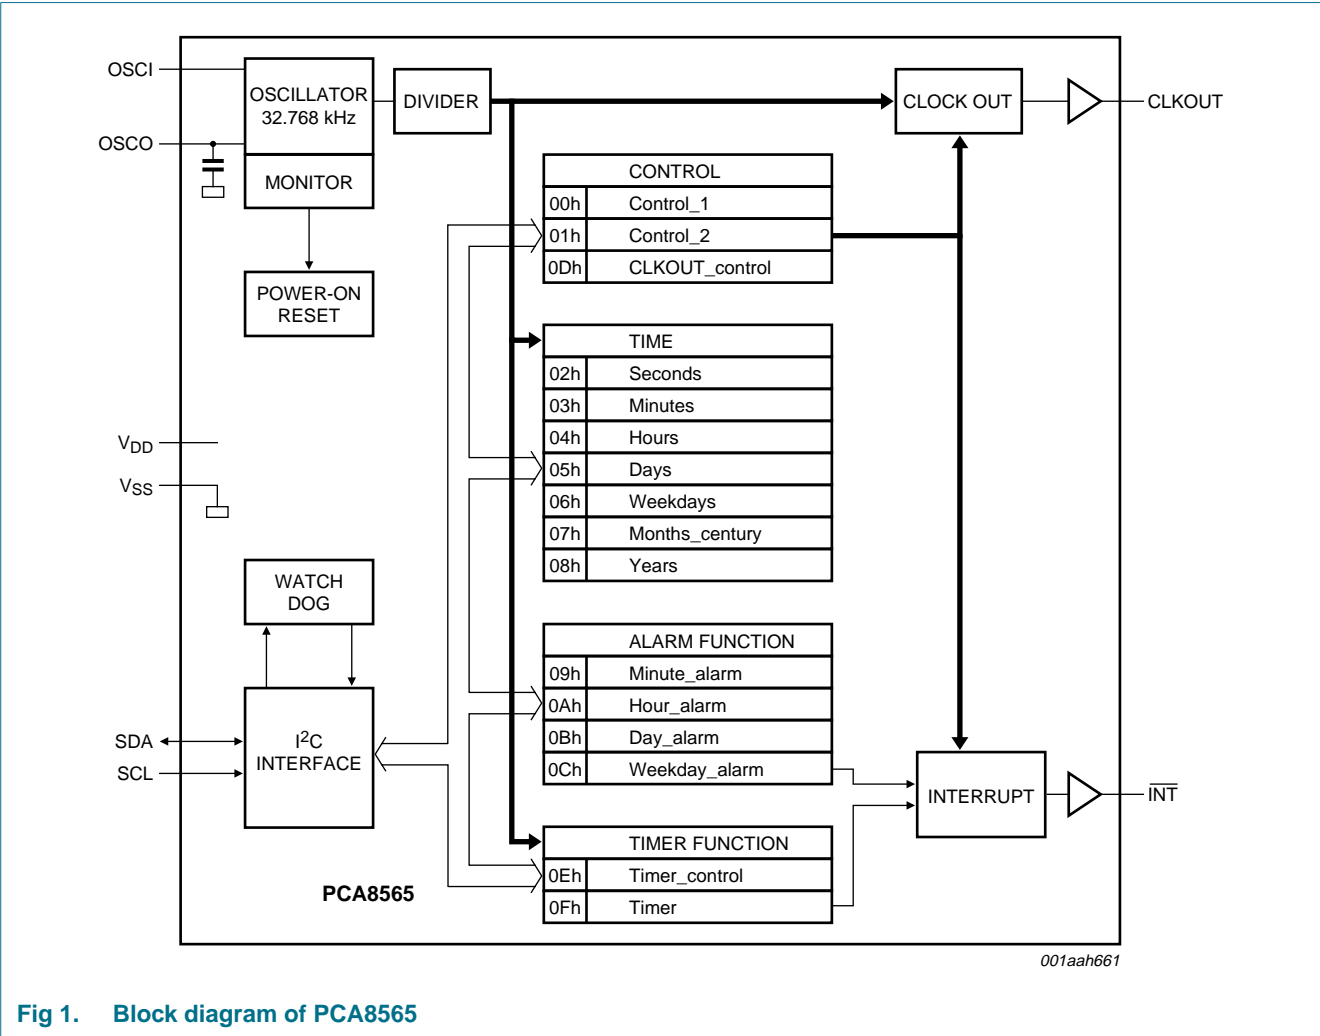 OSCI
OSCO
OSCILLATOR
32.768 kHz
MONITOR
DIVIDER
CLOCK OUT
CLKOUT
POWER-ON
RESET
CONTROL
00h Control_1
01h Control_2
0Dh CLKOUT_control
TIME
02h Seconds
03h Minutes
04h Hours
05h Days
06h Weekdays
07h Months_century
08h Years
VDD
VSS
WATCH
DOG
ALARM FUNCTION
09h Minute_alarm
0Ah Hour_alarm
0Bh Day_alarm
0Ch Weekday_alarm
SDA
SCL
I2C
INTERFACE
INTERRUPT
INT
TIMER FUNCTION
0Eh Timer_control
0Fh Timer
PCA8565
001aah661
Fig 1. Block diagram of PCA8565